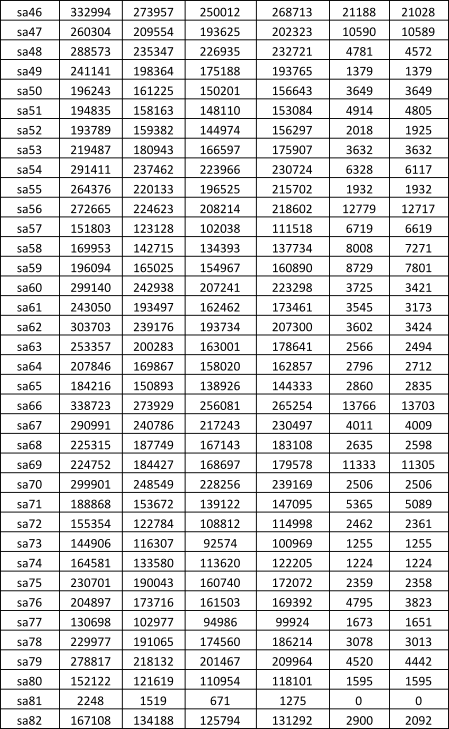 sa46 332994 273957 250012 268713 21188 21028
sa47 260304 209554 193625 202323 10590 10589
sa48 288573 235347 226935 232721 4781 4572
sa49 241141 198364 175188 193765 1379 1379
sa50 196243 161225 150201 156643 3649 3649
sa51 194835 158163 148110 153084 4914 4805
sa52 193789 159382 144974 156297 2018 1925
sa53 219487 180943 166597 175907 3632 3632
sa54 291411 237462 223966 230724 6328 6117
sa55 264376 220133 196525 215702 1932 1932
sa56 272665 224623 208214 218602 12779 12717
sa57 151803 123128 102038 111518 6719 6619
sa58 169953 142715 134393 137734 8008 7271
sa59 196094 165025 154967 160890 8729 7801
sa60 299140 242938 207241 223298 3725 3421
sa61 243050 193497 162462 173461 3545 3173
sa62 303703 239176 193734 207300 3602 3424
sa63 253357 200283 163001 178641 2566 2494
sa64 207846 169867 158020 162857 2796 2712
sa65 184216 150893 138926 144333 2860 2835
sa66 338723 273929 256081 265254 13766 13703
sa67 290991 240786 217243 230497 4011 4009
sa68 225315 187749 167143 183108 2635 2598
sa69 224752 184427 168697 179578 11333 11305
sa70 299901 248549 228256 239169 2506 2506
sa71 188868 153672 139122 147095 5365 5089
sa72 155354 122784 108812 114998 2462 2361
sa73 144906 116307 92574 100969 1255 1255
sa74 164581 133580 113620 122205 1224 1224
sa75 230701 190043 160740 172072 2359 2358
sa76 204897 173716 161503 169392 4795 3823
sa77 130698 102977 94986 99924 1673 1651
sa78 229977 191065 174560 186214 3078 3013
sa79 278817 218132 201467 209964 4520 4442
sa80 152122 121619 110954 118101 1595 1595
sa81 2248 1519 671 1275 0 0
sa82 167108 134188 125794 131292 2900 2092